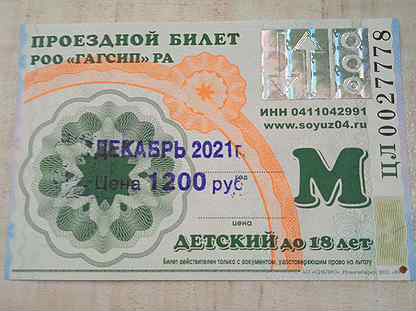 ПРОЕЗДНОЙ БИЛЕТ
РОО "ГАГСИП" РА
ИНН 0411042991
www.soyuz04.ru
ЦЛ 0027778
ДЕКАБРЬ 2021г.
Цена 1200 руб
М
ДЕТСКИЙ до 18 лет
Билет действителен только с документом, удостоверяющим право на льготу